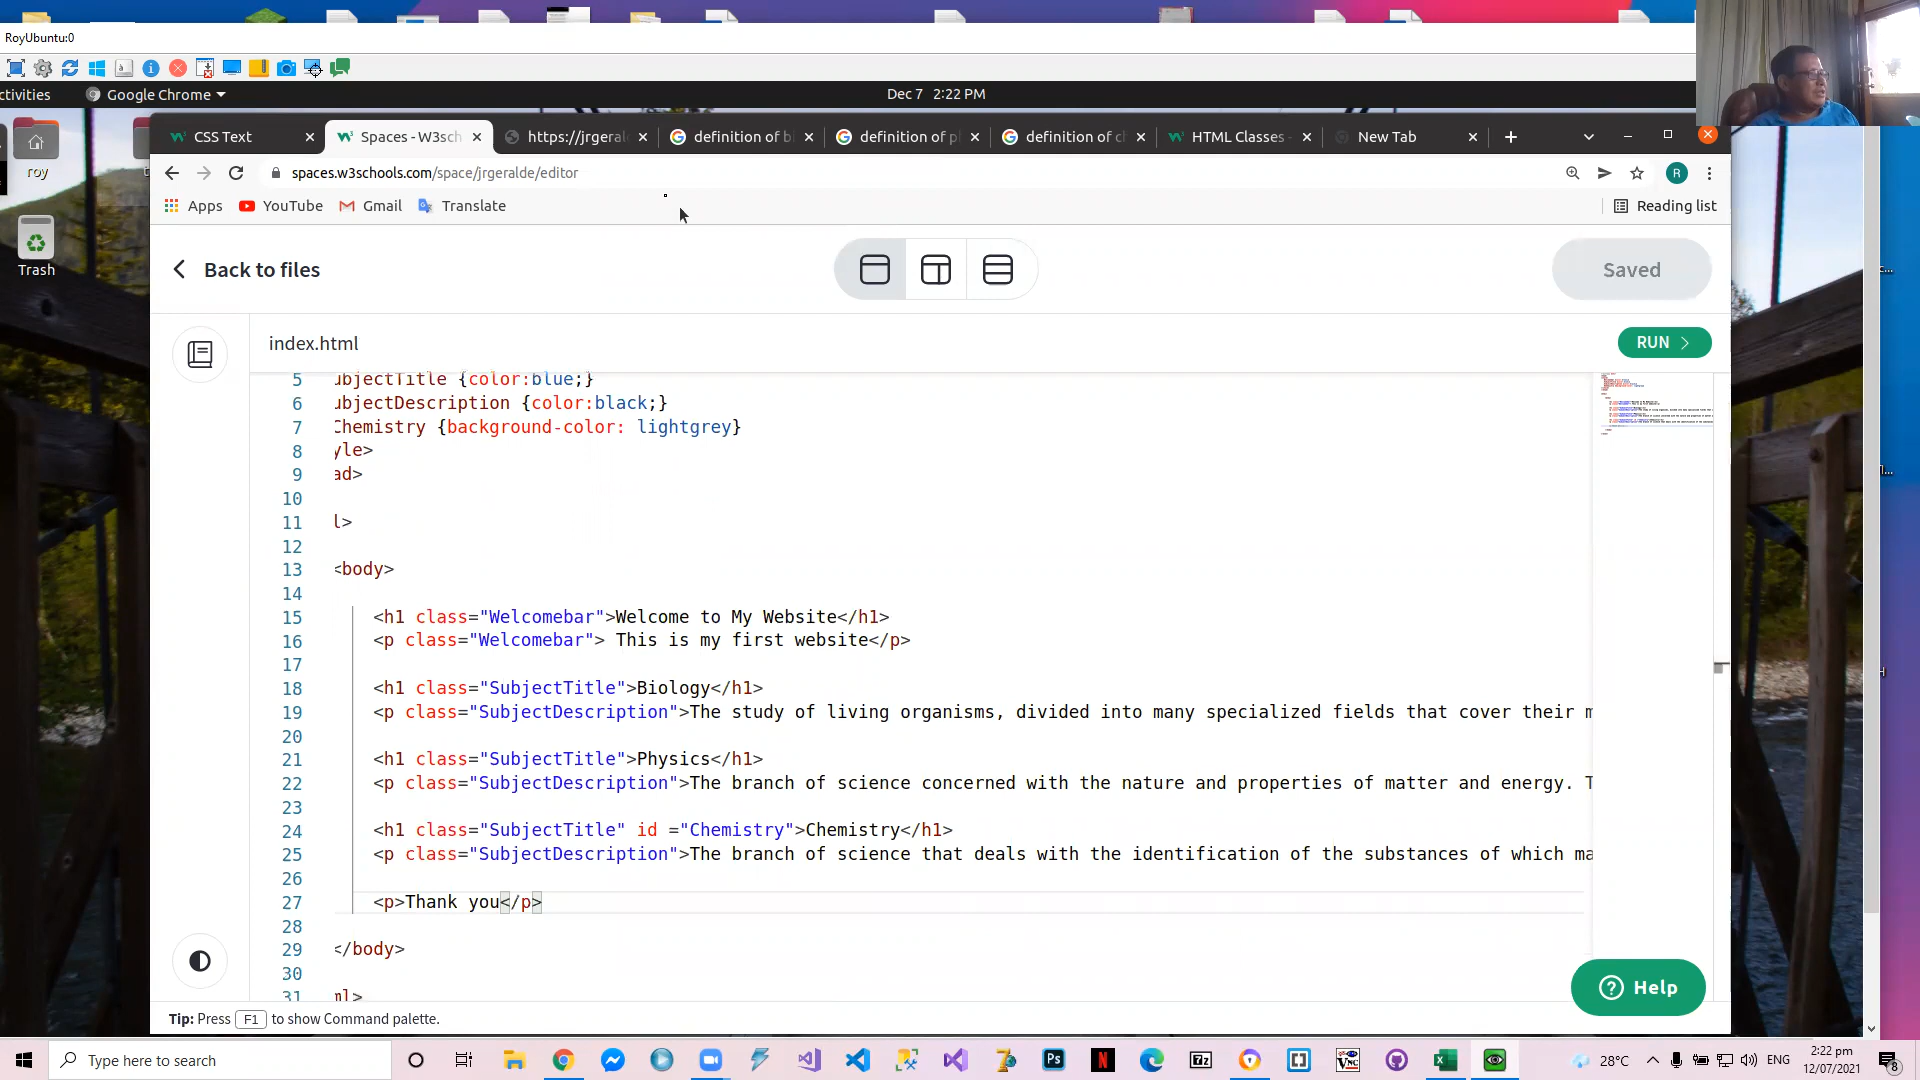 RoyUbuntu:0
ctivities
Google Chrome
Dec 7 2:22 PM
CSS Text
Spaces - W3sch
https://jrgeral
definition of b
definition of p
definition of c
HTML Classes -
New Tab
spaces.w3schools.com/space/jrgeralde/editor
R
Apps
YouTube
Gmail
Translate
Reading list
roy
Trash
Back to files
Saved
index.html
RUN
5 ubjectTitle {color:blue;}
6 ubjectDescription {color:black;}
7 Chemistry {background-color: lightgrey}
8 yle>
9 ad>
10
11 l>
12
13 <body>
14
15 <h1 class="Welcomebar">Welcome to My Website</h1>
16 <p class="Welcomebar"> This is my first website</p>
17
18 <h1 class="SubjectTitle">Biology</h1>
19 <p class="SubjectDescription">The study of living organisms, divided into many specialized fields that cover their m
20
21 <h1 class="SubjectTitle">Physics</h1>
22 <p class="SubjectDescription">The branch of science concerned with the nature and properties of matter and energy. T
23
24 <h1 class="SubjectTitle" id ="Chemistry">Chemistry</h1>
25 <p class="SubjectDescription">The branch of science that deals with the identification of the substances of which ma
26
27 <p>Thank you</p>
28
29 </body>
30
31 ml>
Help
Tip: Press F1 to show Command palette.
Type here to search
Ps
N
7z
28°C
ENG
2:22 pm
12/07/2021
8